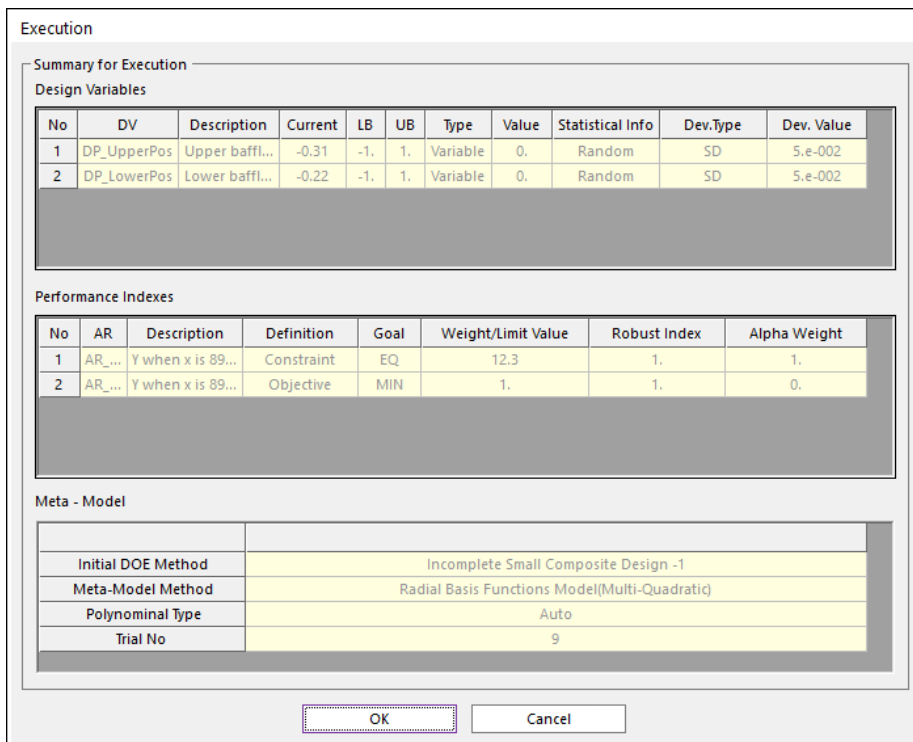 Execution
Summary for Execution
Design Variables
No DV Description Current LB UB Type Value Statistical Info Dev.Type Dev. Value
1 DP_UpperPos Upper baffl... -0.31 -1. 1. Variable 0. Random SD 5.e-002
2 DP_LowerPos Lower baffl... -0.22 -1. 1. Variable 0. Random SD 5.e-002
Performance Indexes
No AR Description Definition Goal Weight/Limit Value Robust Index Alpha Weight
1 AR_... Y when x is 89... Constraint EQ 12.3 1. 1.
2 AR_... Y when x is 89... Objective MIN 1. 1. 0.
Meta - Model
Initial DOE Method Incomplete Small Composite Design -1
Meta-Model Method Radial Basis Functions Model(Multi-Quadratic)
Polynominal Type Auto
Trial No 9
OK Cancel